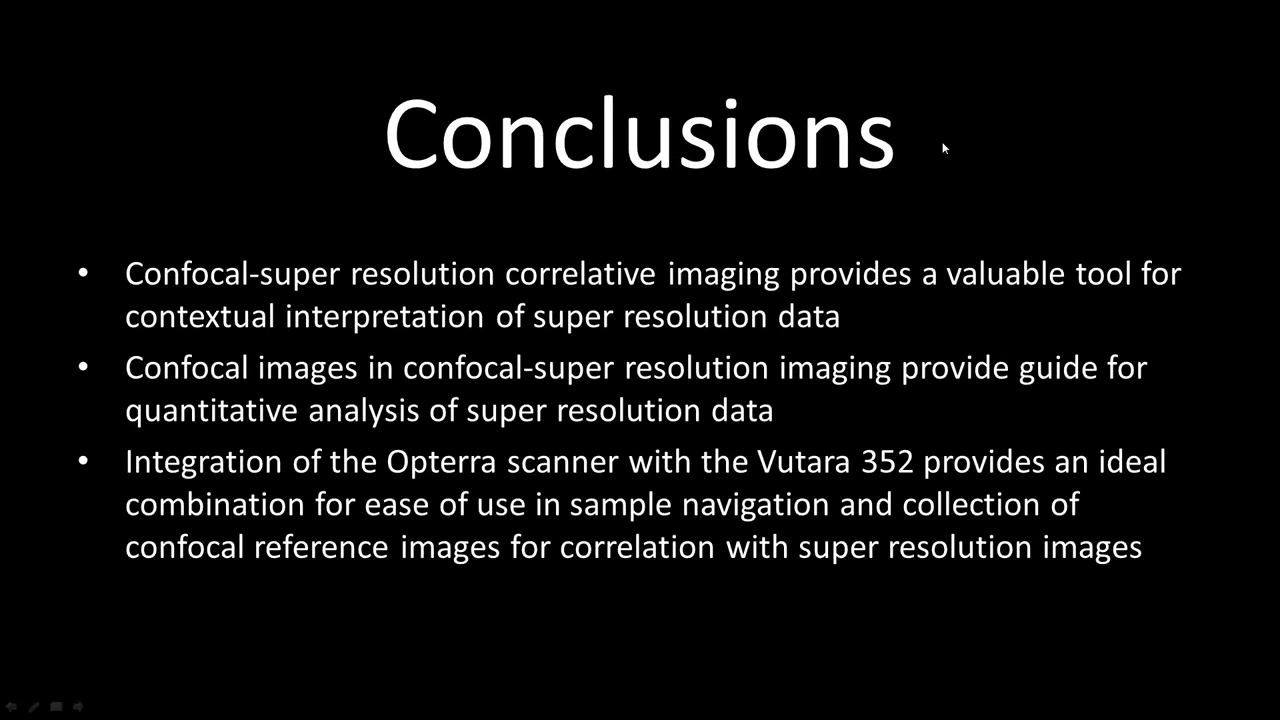 Conclusions
• Confocal-super resolution correlative imaging provides a valuable tool for
contextual interpretation of super resolution data
• Confocal images in confocal-super resolution imaging provide guide for
quantitative analysis of super resolution data
• Integration of the Opterra scanner with the Vutara 352 provides an ideal
combination for ease of use in sample navigation and collection of
confocal reference images for correlation with super resolution images